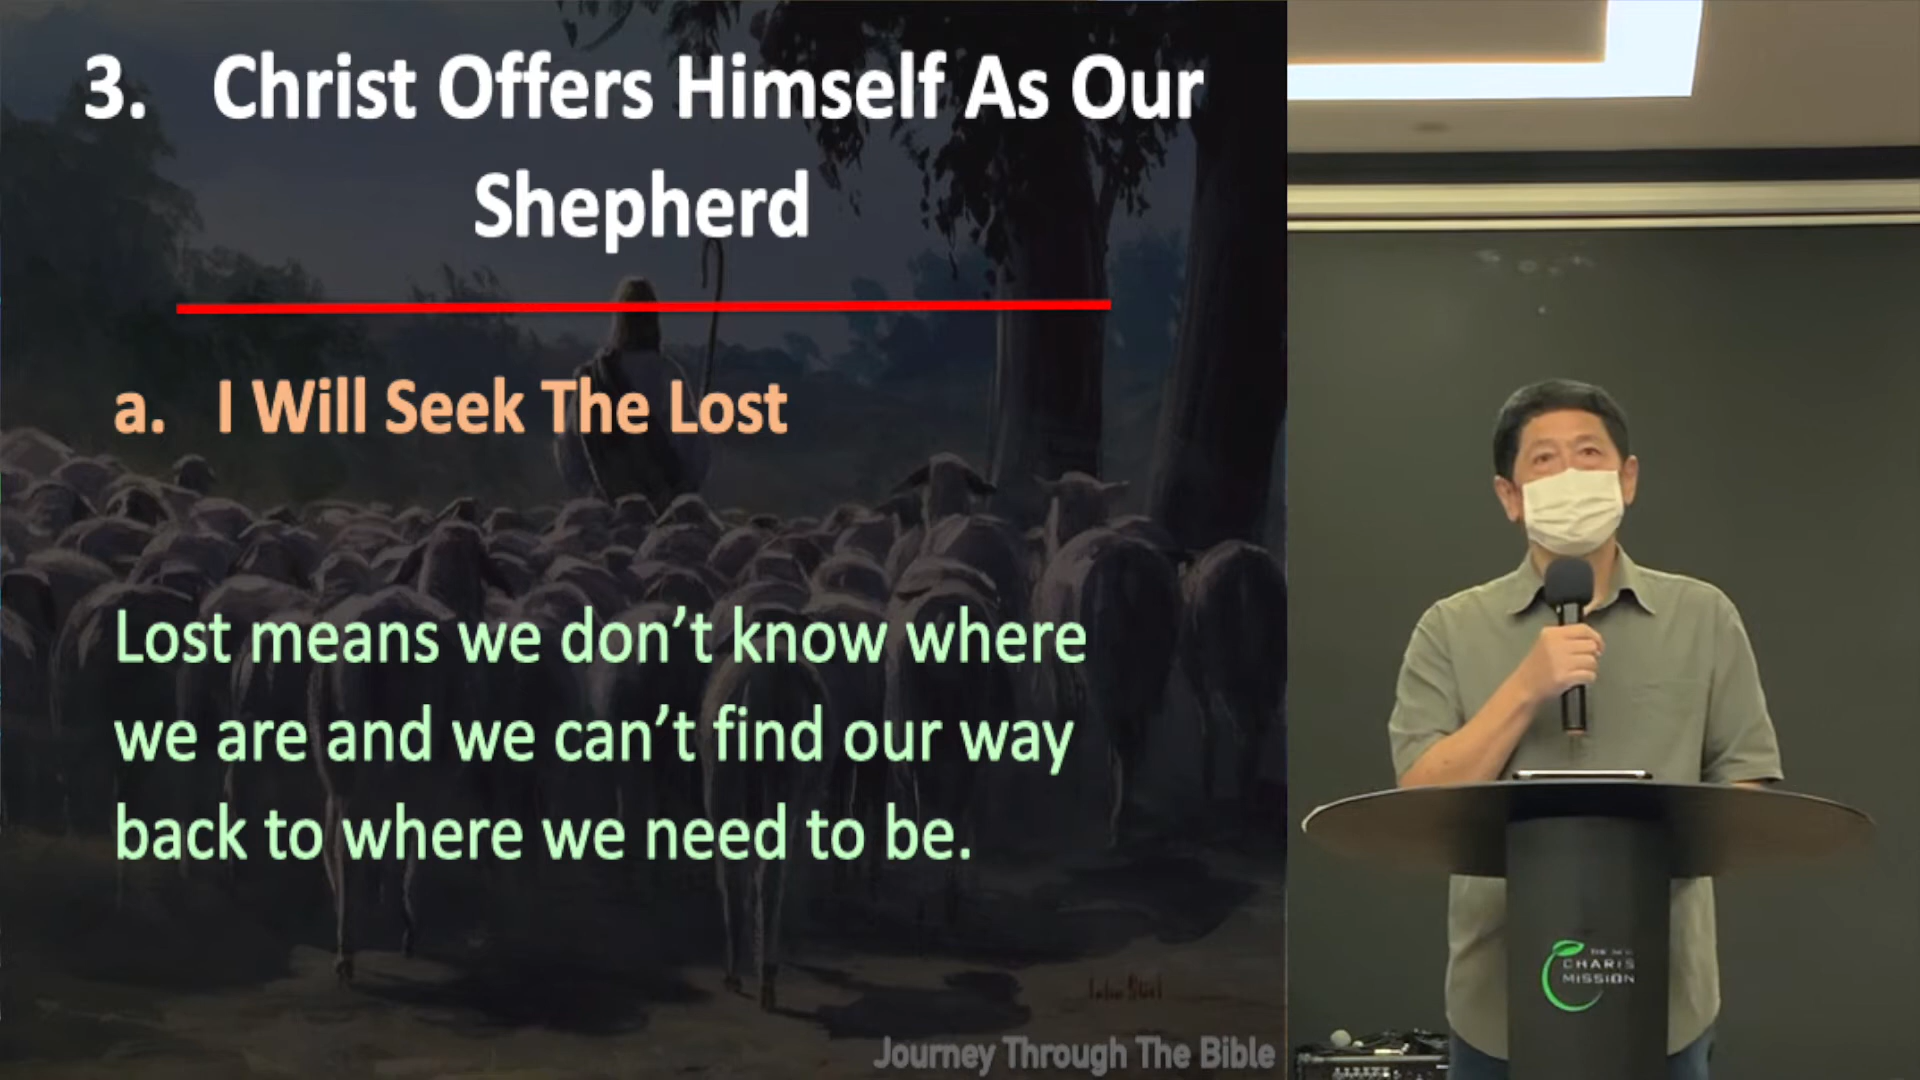 3. Christ Offers Himself As Our
Shepherd
a. I Will Seek The Lost
Lost means we don’t know where
we are and we can’t find our way
back to where we need to be.
Journey Through The Bible
CHARIS
MISSION